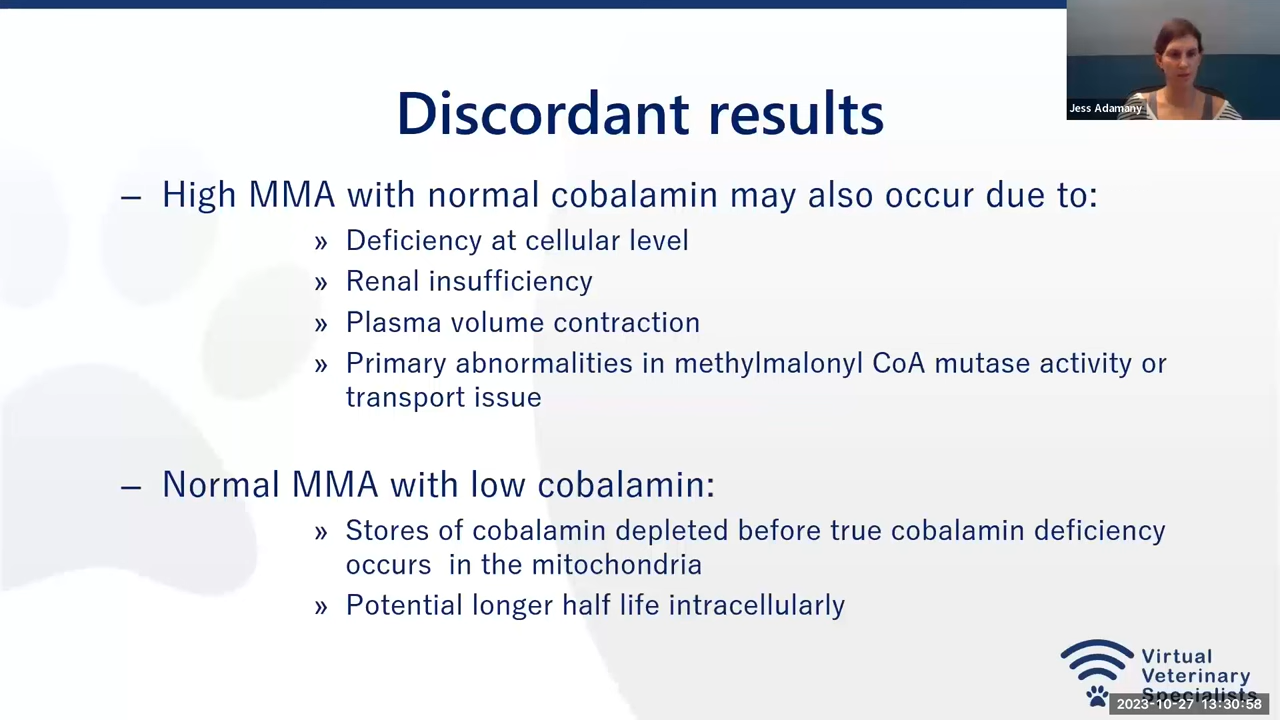 Jess Adamany
Discordant results
– High MMA with normal cobalamin may also occur due to:
» Deficiency at cellular level
» Renal insufficiency
» Plasma volume contraction
» Primary abnormalities in methylmalonyl CoA mutase activity or
transport issue
– Normal MMA with low cobalamin:
» Stores of cobalamin depleted before true cobalamin deficiency
occurs  in the mitochondria
» Potential longer half life intracellularly
Virtual
Veterinary
Specialists
2023-10-27 13:30:58